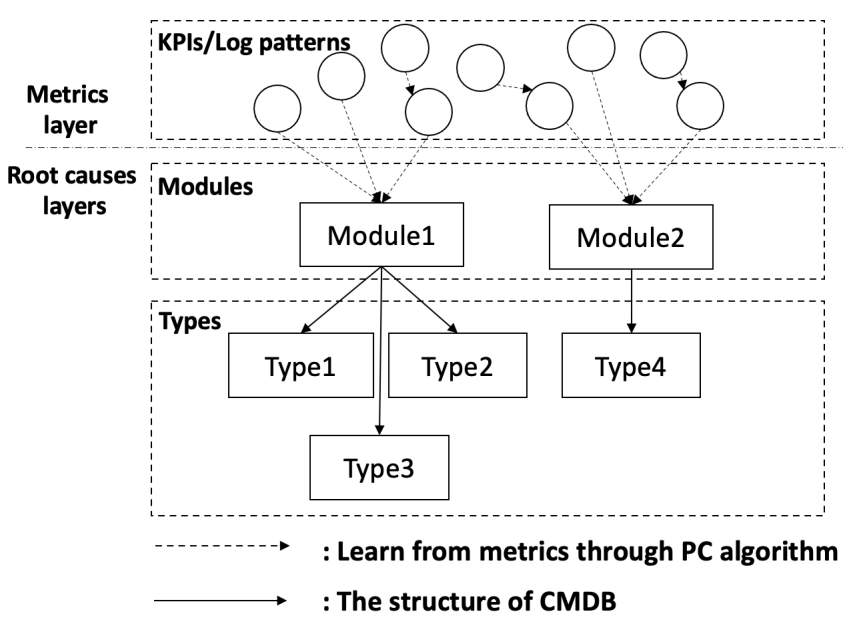 KPIs/Log patterns
Metrics
layer
Root causes
layers
Modules
Module1
Module2
Types
Type1
Type2
Type4
Type3
: Learn from metrics through PC algorithm
: The structure of CMDB